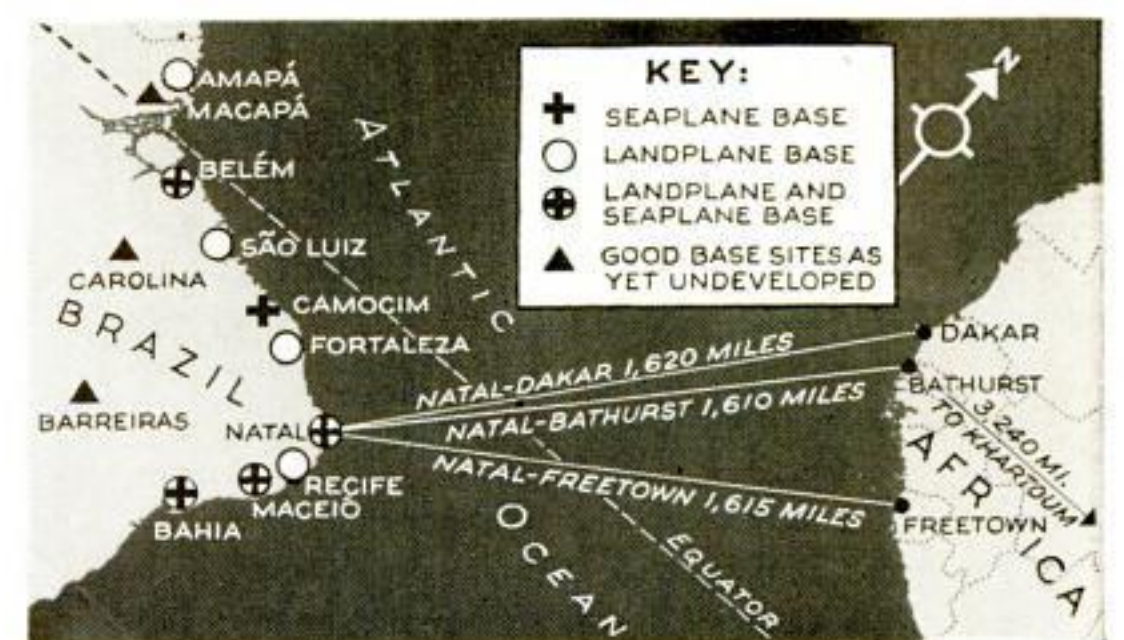 N
KEY:
SEAPLANE BASE
LANDPLANE BASE
LANDPLANE AND
SEAPLANE BASE
GOOD BASE SITES AS
YET UNDEVELOPED
AMAPÁ
MACAPÁ
BELÉM
SÃO LUIZ
CAROLINA
CAMOCIM
FORTALEZA
BRAZIL
BARREIRAS
NATAL
RECIFE
MACEIÒ
BAHIA
ATLANTIC
OCEAN
EQUATOR
NATAL-DAKAR 1,620 MILES
NATAL-BATHURST 1,610 MILES
NATAL-FREETOWN 1,615 MILES
DAKAR
BATHURST
3,240 MI.
TO KHARTOUM
FREETOWN
AFRICA